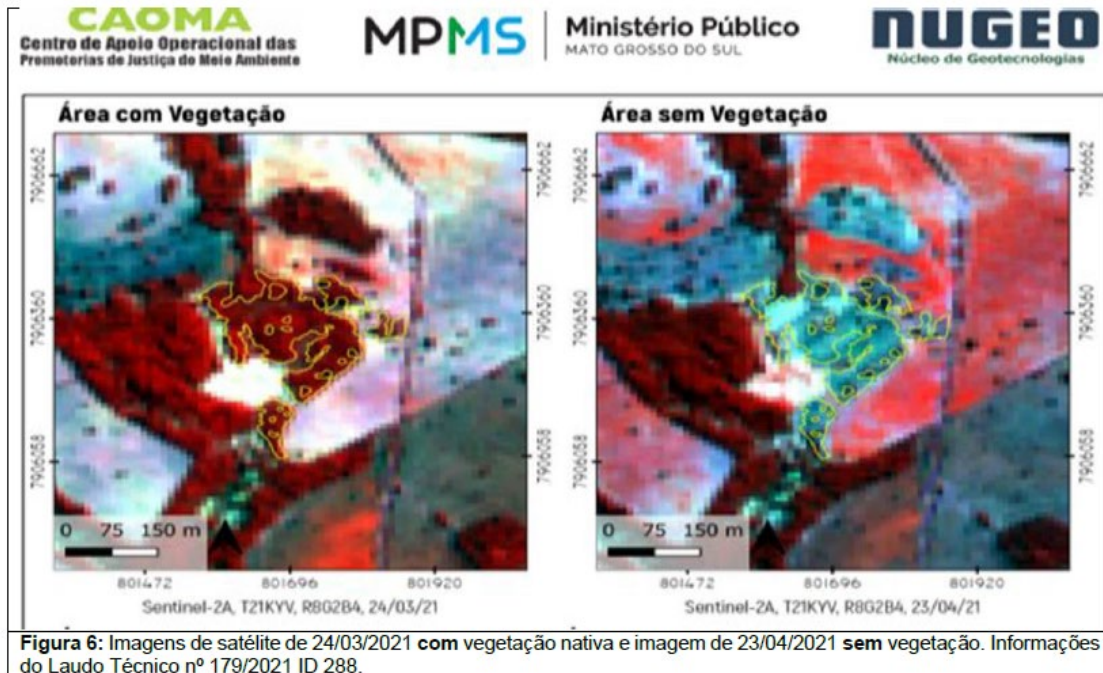 CAOMA
Centro de Apoio Operacional das
Promotorias de Justiça do Meio Ambiente
MPMS
Ministério Público
MATO GROSSO DO SUL
NUGEO
Núcleo de Geotecnologias
Área com Vegetação
Área sem Vegetação
7906662
7906360
7906058
7906662
7906662
7906360
7906058
7906360
7906058
0 75 150 m
0 75 150 m
801472
801696
801920
801472
801696
801920
Sentinel-2A, T21KYV, R8G2B4, 24/03/21
Sentinel-2A, T21KYV, R8G2B4, 23/04/21
Figura 6: Imagens de satélite de 24/03/2021 com vegetação nativa e imagem de 23/04/2021 sem vegetação. Informações
do Laudo Técnico nº 179/2021 ID 288.